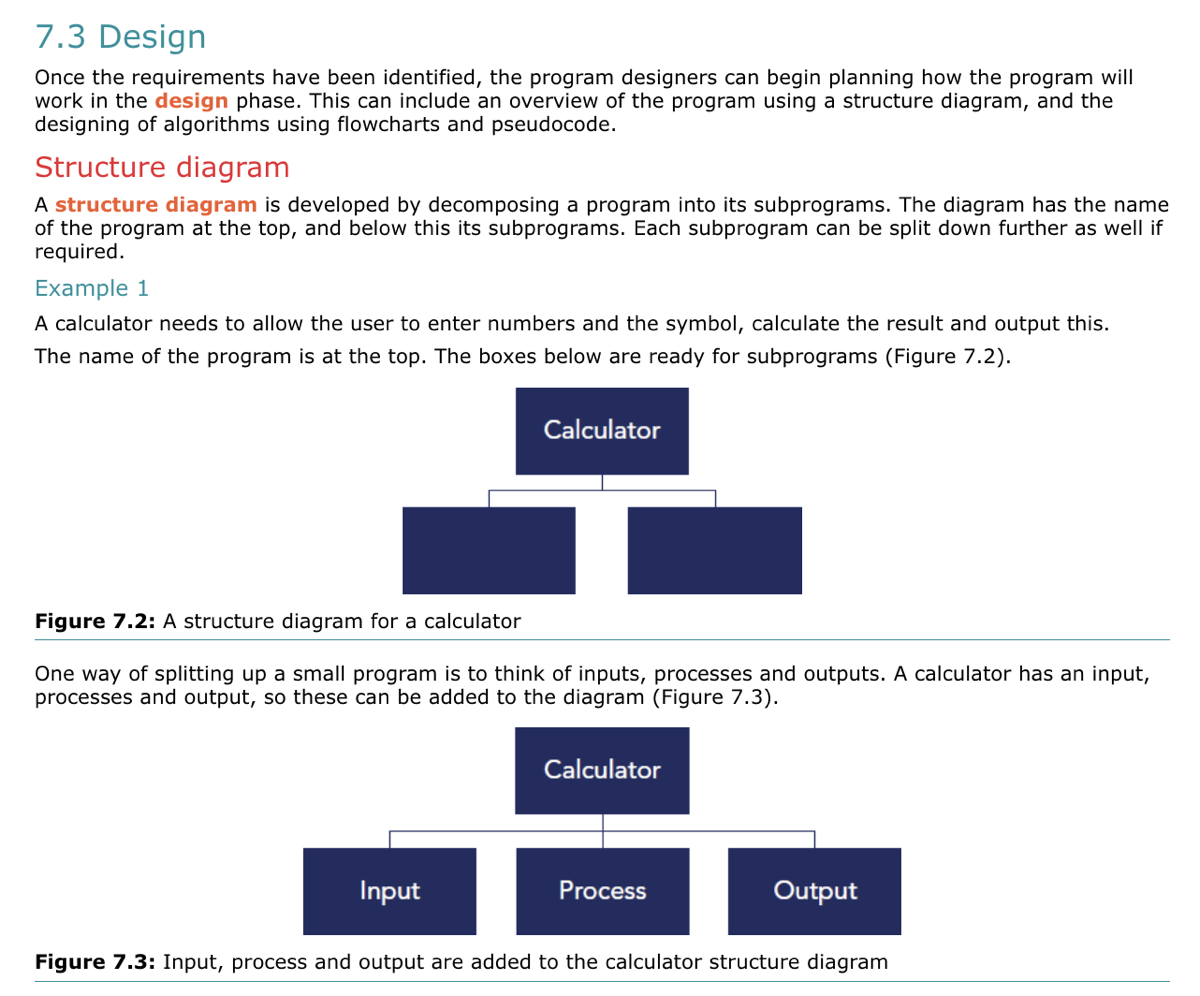 7.3 Design
Once the requirements have been identified, the program designers can begin planning how the program will
work in the design phase. This can include an overview of the program using a structure diagram, and the
designing of algorithms using flowcharts and pseudocode.
Structure diagram
A structure diagram is developed by decomposing a program into its subprograms. The diagram has the name
of the program at the top, and below this its subprograms. Each subprogram can be split down further as well if
required.
Example 1
A calculator needs to allow the user to enter numbers and the symbol, calculate the result and output this.
The name of the program is at the top. The boxes below are ready for subprograms (Figure 7.2).
Calculator
Figure 7.2: A structure diagram for a calculator
One way of splitting up a small program is to think of inputs, processes and outputs. A calculator has an input,
processes and output, so these can be added to the diagram (Figure 7.3).
Calculator
Input Process Output
Figure 7.3: Input, process and output are added to the calculator structure diagram